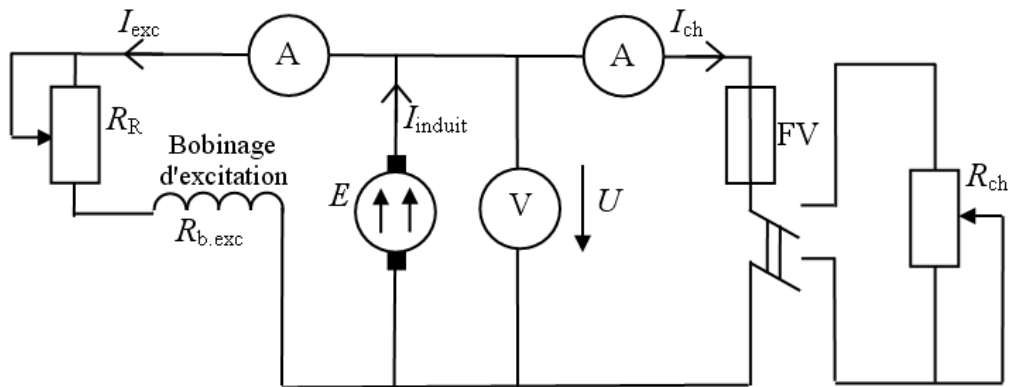 I_exc
A
I_ch
A
R_R
I_induit
FV
Bobinage
d'excitation
R_b.exc
E
V
U
R_ch